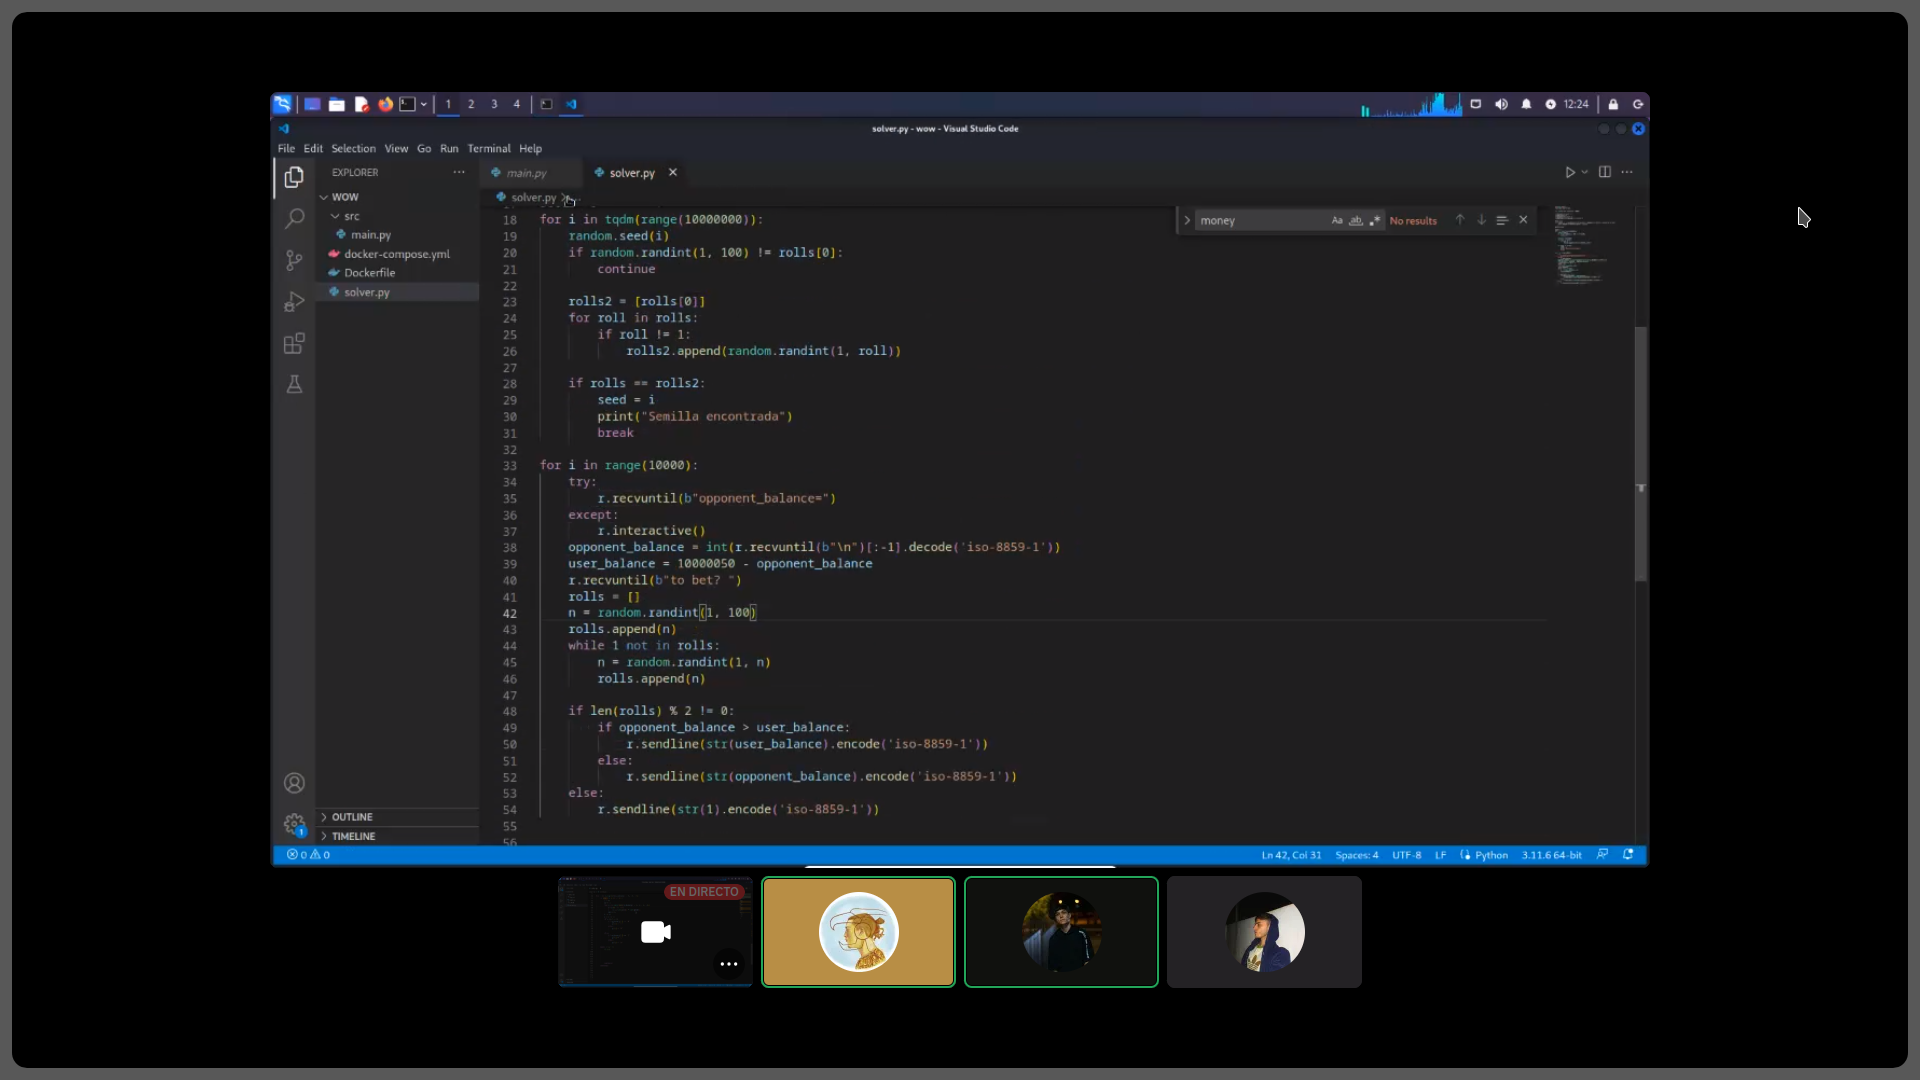 1 2 3 4 12:24
solver.py - wow - Visual Studio Code
File Edit Selection View Go Run Terminal Help
EXPLORER ··· main.py solver.py
WOW solver.py
src
main.py
docker-compose.yml
Dockerfile
solver.py
OUTLINE
TIMELINE
money Aa ab No results
18 for i in tqdm(range(10000000)):
19 random.seed(i)
20 if random.randint(1, 100) != rolls[0]:
21 continue
22
23 rolls2 = [rolls[0]]
24 for roll in rolls:
25 if roll != 1:
26 rolls2.append(random.randint(1, roll))
27
28 if rolls == rolls2:
29 seed = i
30 print("Semilla encontrada")
31 break
32
33 for i in range(10000):
34 try:
35 r.recvuntil(b"opponent_balance=")
36 except:
37 r.interactive()
38 opponent_balance = int(r.recvuntil(b"\n")[:-1].decode('iso-8859-1'))
39 user_balance = 10000050 - opponent_balance
40 r.recvuntil(b"to bet? ")
41 rolls = []
42 n = random.randint(1, 100)
43 rolls.append(n)
44 while 1 not in rolls:
45 n = random.randint(1, n)
46 rolls.append(n)
47
48 if len(rolls) % 2 != 0:
49 if opponent_balance > user_balance:
50 r.sendline(str(user_balance).encode('iso-8859-1'))
51 else:
52 r.sendline(str(opponent_balance).encode('iso-8859-1'))
53 else:
54 r.sendline(str(1).encode('iso-8859-1'))
55
56
1
0 0 Ln 42, Col 31 Spaces: 4 UTF-8 LF Python 3.11.6 64-bit
EN DIRECTO